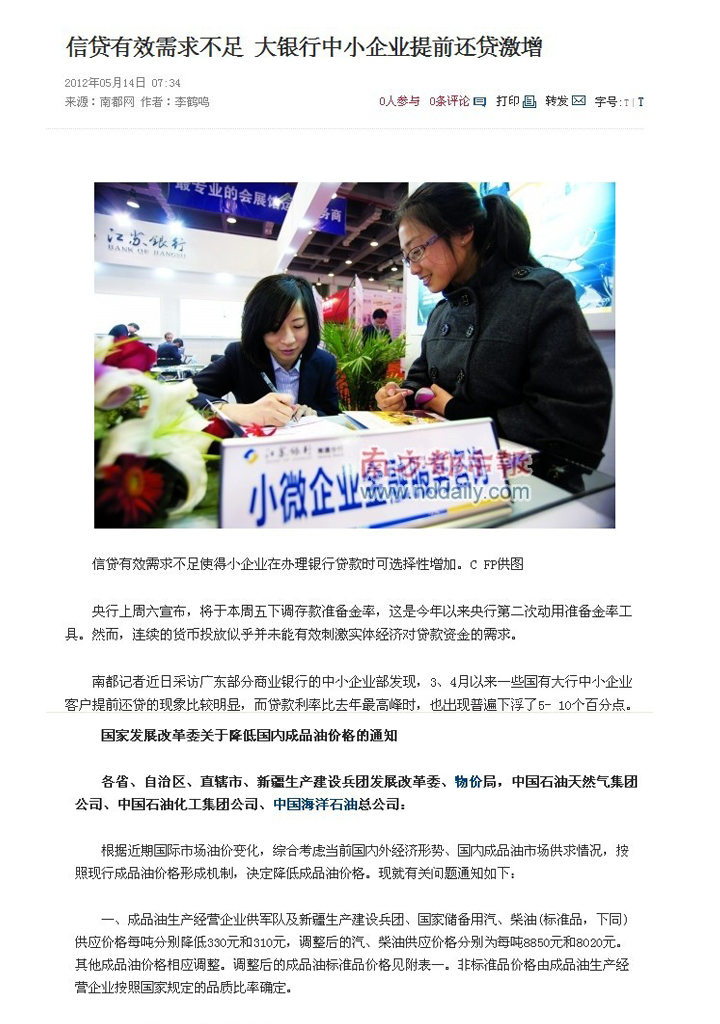 信贷有效需求不足 大银行中小企业提前还贷激增
2012年05月14日 07:34
来源：南都网 作者：李鹤鸣
0人参与 0条评论 打印 转发 字号:T|T
最专业的会展馆
务商
江苏银行
BANK OF JIANGSU
江苏银行
小微企业金融服务咨询
南方都市报
www.nddaily.com
信贷有效需求不足使得小企业在办理银行贷款时可选择性增加。C FP供图
央行上周六宣布，将于本周五下调存款准备金率，这是今年以来央行第二次动用准备金率工
具。然而，连续的货币投放似乎并未能有效刺激实体经济对贷款资金的需求。
南都记者近日采访广东部分商业银行的中小企业部发现，3、4月以来一些国有大行中小企业
客户提前还贷的现象比较明显，而贷款利率比去年最高峰时，也出现普遍下浮了5- 10个百分点。
国家发展改革委关于降低国内成品油价格的通知
各省、自治区、直辖市、新疆生产建设兵团发展改革委、物价局，中国石油天然气集团
公司、中国石油化工集团公司、中国海洋石油总公司：
根据近期国际市场油价变化，综合考虑当前国内外经济形势、国内成品油市场供求情况，按
照现行成品油价格形成机制，决定降低成品油价格。现就有关问题通知如下：
一、成品油生产经营企业供军队及新疆生产建设兵团、国家储备用汽、柴油(标准品，下同)
供应价格每吨分别降低330元和310元，调整后的汽、柴油供应价格分别为每吨8850元和8020元。
其他成品油价格相应调整。调整后的成品油标准品价格见附表一。非标准品价格由成品油生产经
营企业按照国家规定的品质比率确定。